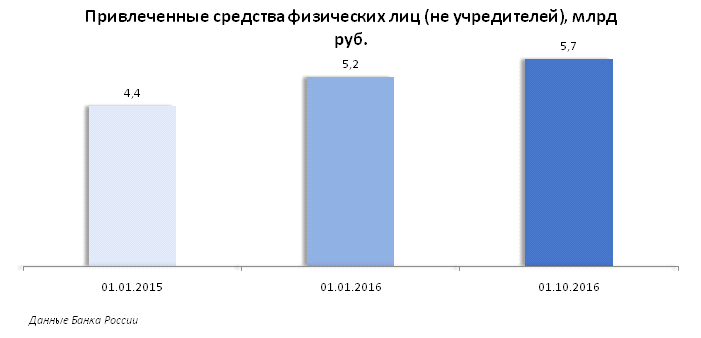 Привлеченные средства физических лиц (не учредителей), млрд
руб.
5,7
5,2
4,4
01.01.2015 01.01.2016 01.10.2016
Данные Банка России